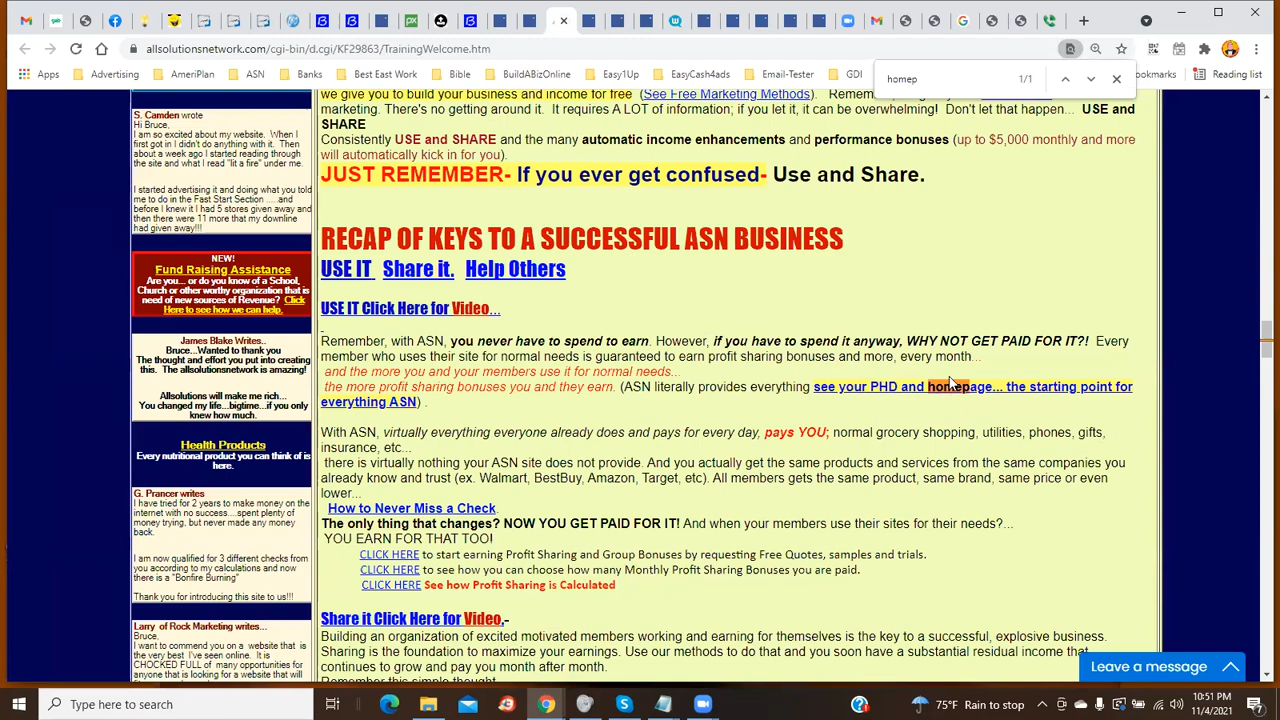 allsolutionsnetwork.com/cgi-bin/d.cgi/KF29863/TrainingWelcome.htm
Apps
Advertising
AmeriPlan
ASN
Banks
Best East Work
Bible
BuildABizOnline
Easy1Up
EasyCash4ads
Email-Tester
GDI
okmarks
Reading list
homep
1/1
S. Camden wrote
Hi Bruce,
I am so excited about my website. When I
first got in I didn't do anything with it. Then
about a week ago I started reading through
the site and what I read "lit a fire" under me.
I started advertising it and doing what you told
me to do in the Fast Start Section .....and
before I knew it I had 5 stores given away and
then there were 11 more that my downline
had given away!!!
NEW!
Fund Raising Assistance
Are you... or do you know of a School,
Church or other worthy organization that is
need of new sources of Revenue? Click
Here to see how we can help.
James Blake Writes..
Bruce...Wanted to thank you
The thought and effort you put into creating
this. The allsolutionsnetwork is amazing!
Allsolutions will make me rich...
You changed my life...bigtime...if you only
knew how much.
Health Products
Every nutritional product you can think of is
here.
G. Prancer writes
I have tried for 2 years to make money on the
internet with no success....spent plenty of
money trying, but never made any money
back.
I am now qualified for 3 different checks from
you according to my calculations and now
there is a "Bonfire Burning"
Thank you for introducing this site to us!!!
Larry of Rock Marketing writes...
Bruce,
I want to commend you on a website that is
the very best I've seen online. It is
CHOCKED FULL of many opportunities for
anyone that is looking for a website that will
we give you to build your business and income for free (See Free Marketing Methods).
marketing. There's no getting around it. It requires A LOT of information; if you let it, it can be overwhelming! Don't let that happen... USE and
SHARE
Consistently USE and SHARE and the many automatic income enhancements and performance bonuses (up to $5,000 monthly and more
will automatically kick in for you).
JUST REMEMBER- If you ever get confused- Use and Share.
RECAP OF KEYS TO A SUCCESSFUL ASN BUSINESS
USE IT Share it. Help Others
USE IT Click Here for Video...
Remember, with ASN, you never have to spend to earn. However, if you have to spend it anyway, WHY NOT GET PAID FOR IT?! Every
member who uses their site for normal needs is guaranteed to earn profit sharing bonuses and more, every month...
and the more you and your members use it for normal needs...
the more profit sharing bonuses you and they earn. (ASN literally provides everything see your PHD and homepage... the starting point for
everything ASN) .
With ASN, virtually everything everyone already does and pays for every day, pays YOU; normal grocery shopping, utilities, phones, gifts,
insurance, etc...
there is virtually nothing your ASN site does not provide. And you actually get the same products and services from the same companies you
already know and trust (ex. Walmart, BestBuy, Amazon, Target, etc). All members gets the same product, same brand, same price or even
lower...
How to Never Miss a Check.
The only thing that changes? NOW YOU GET PAID FOR IT! And when your members use their sites for their needs?...
YOU EARN FOR THAT TOO!
CLICK HERE to start earning Profit Sharing and Group Bonuses by requesting Free Quotes, samples and trials.
CLICK HERE to see how you can choose how many Monthly Profit Sharing Bonuses you are paid.
CLICK HERE See how Profit Sharing is Calculated
Share it Click Here for Video.-
Building an organization of excited motivated members working and earning for themselves is the key to a successful, explosive business.
Sharing is the foundation to maximize your earnings. Use our methods to do that and you soon have a substantial residual income that
continues to grow and pay you month after month.
Remember this simple thought
Leave a message
Type here to search
75°F Rain to stop
10:51 PM
11/4/2021